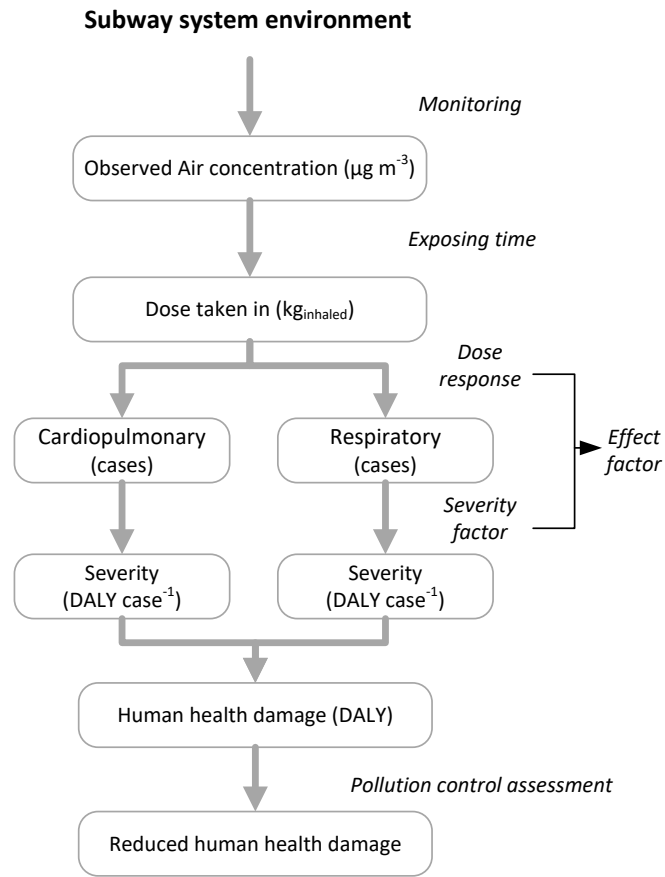 Subway system environment
Monitoring
Observed Air concentration (µg m⁻³)
Exposing time
Dose taken in (kg_inhaled)
Dose
response
Cardiopulmonary
(cases)
Respiratory
(cases)
Effect
factor
Severity
factor
Severity
(DALY case⁻¹)
Severity
(DALY case⁻¹)
Human health damage (DALY)
Pollution control assessment
Reduced human health damage